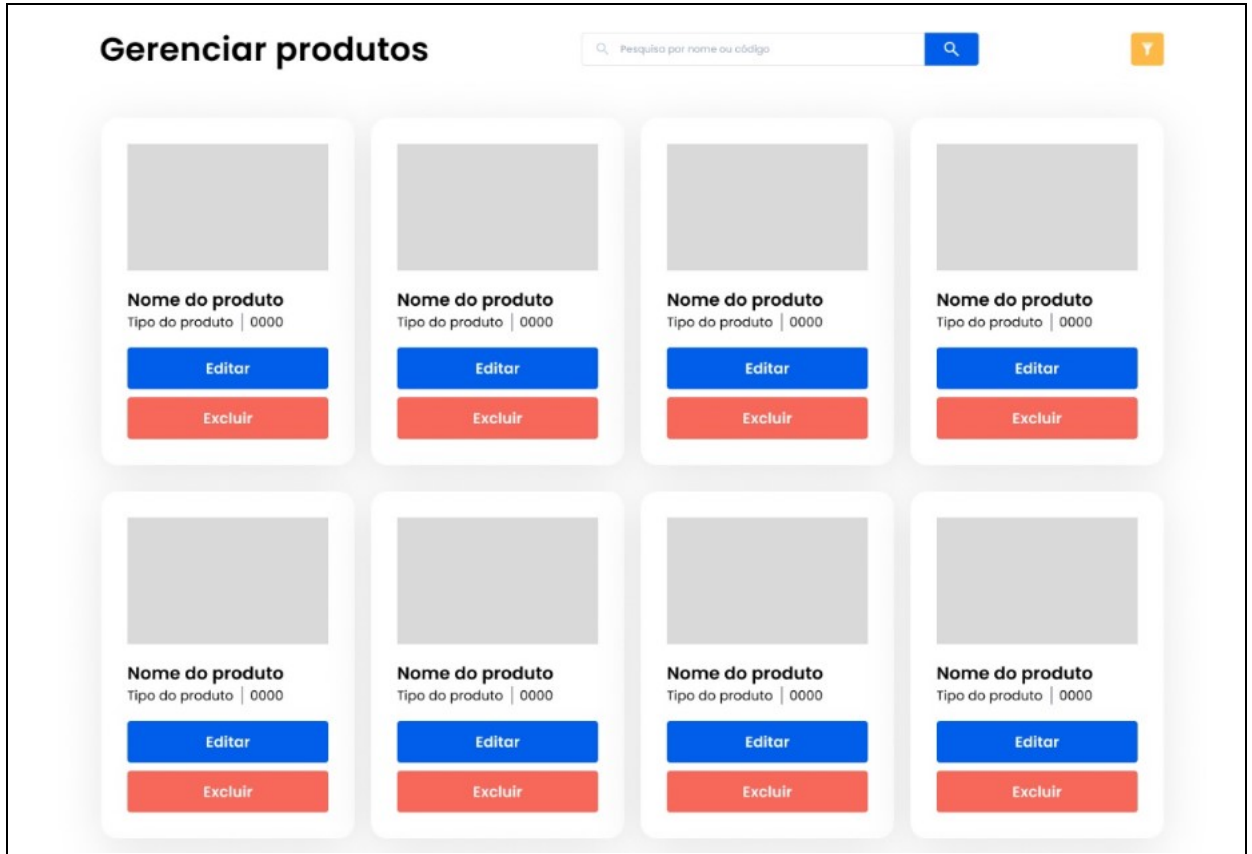 Gerenciar produtos
Pesquisa por nome ou código
Nome do produto
Tipo do produto | 0000
Editar
Excluir
Nome do produto
Tipo do produto | 0000
Editar
Excluir
Nome do produto
Tipo do produto | 0000
Editar
Excluir
Nome do produto
Tipo do produto | 0000
Editar
Excluir
Nome do produto
Tipo do produto | 0000
Editar
Excluir
Nome do produto
Tipo do produto | 0000
Editar
Excluir
Nome do produto
Tipo do produto | 0000
Editar
Excluir
Nome do produto
Tipo do produto | 0000
Editar
Excluir